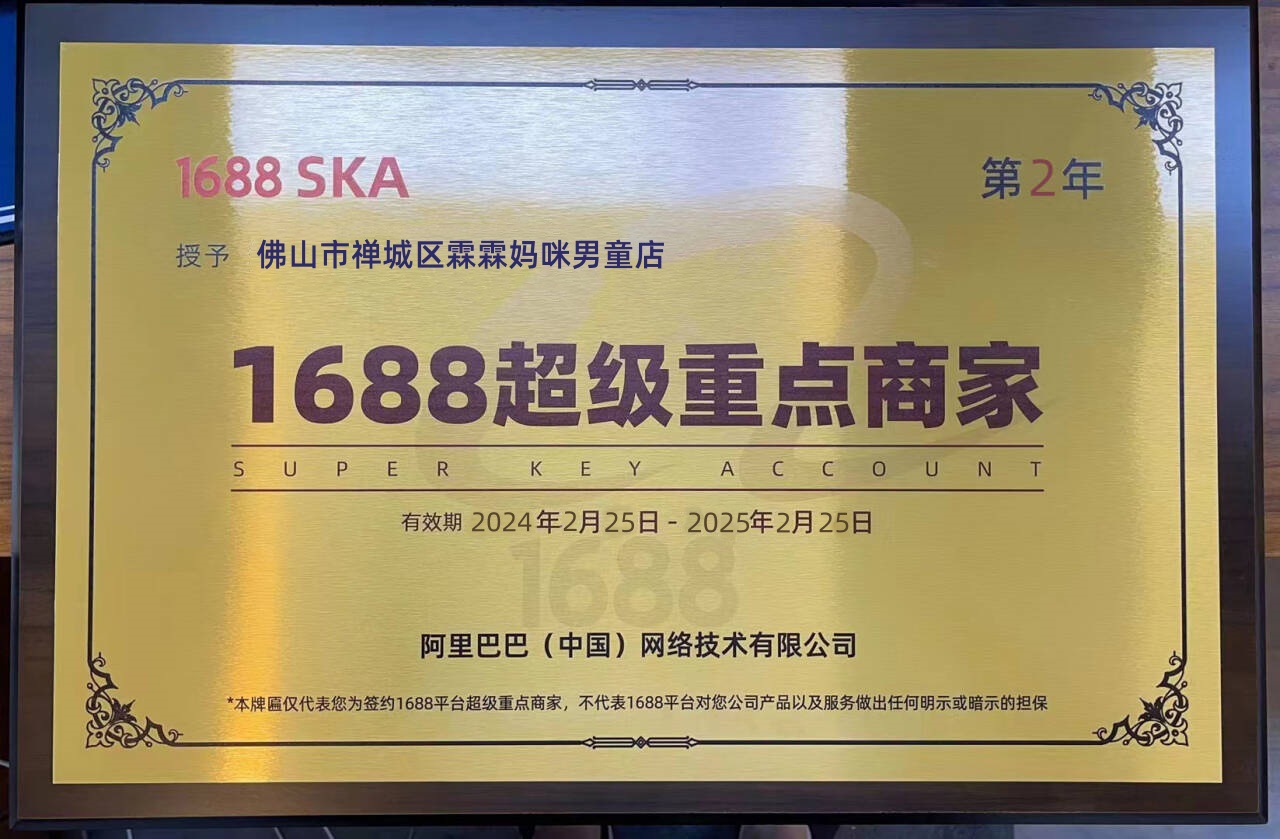 1688 SKA
第2年
授予 佛山市禅城区霖霖妈咪男童店
1688超级重点商家
SUPER KEY ACCOUNT
有效期 2024年2月25日 - 2025年2月25日
1688
阿里巴巴（中国）网络技术有限公司
*本牌匾仅代表您为签约1688平台超级重点商家，不代表1688平台对您公司产品以及服务做出任何明示或暗示的担保